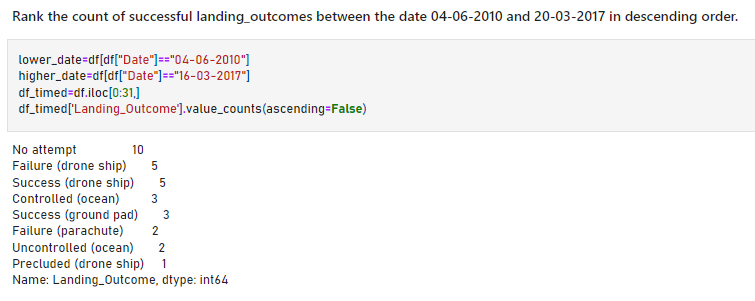 Rank the count of successful landing_outcomes between the date 04-06-2010 and 20-03-2017 in descending order.
lower_date=df[df["Date"]=="04-06-2010"]
higher_date=df[df["Date"]=="16-03-2017"]
df_timed=df.iloc[0:31,]
df_timed['Landing_Outcome'].value_counts(ascending=False)
No attempt 10
Failure (drone ship) 5
Success (drone ship) 5
Controlled (ocean) 3
Success (ground pad) 3
Failure (parachute) 2
Uncontrolled (ocean) 2
Precluded (drone ship) 1
Name: Landing_Outcome, dtype: int64